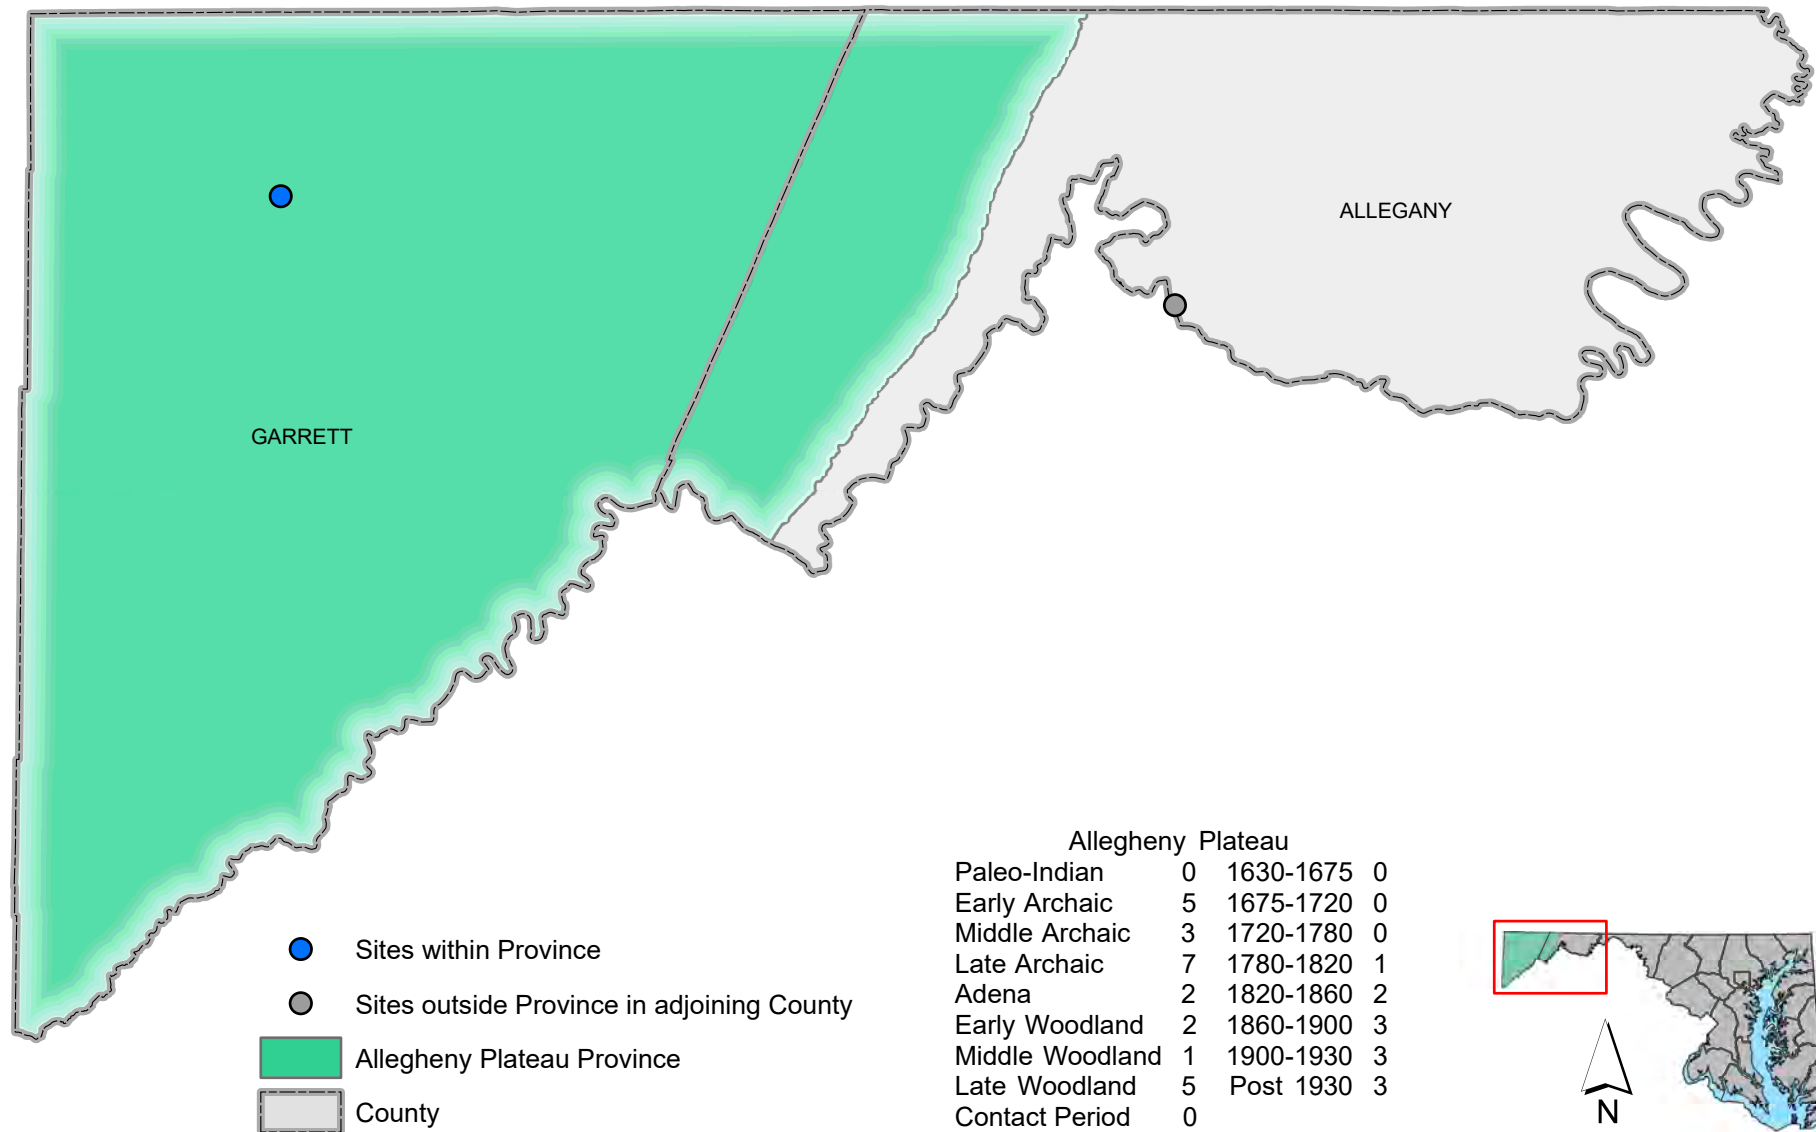 ALLEGANY
GARRETT
Allegheny Plateau
Paleo-Indian 0 1630-1675 0
Early Archaic 5 1675-1720 0
Middle Archaic 3 1720-1780 0
Late Archaic 7 1780-1820 1
Adena 2 1820-1860 2
Early Woodland 2 1860-1900 3
Middle Woodland 1 1900-1930 3
Late Woodland 5 Post 1930 3
Contact Period 0
Sites within Province
Sites outside Province in adjoining County
Allegheny Plateau Province
County
N